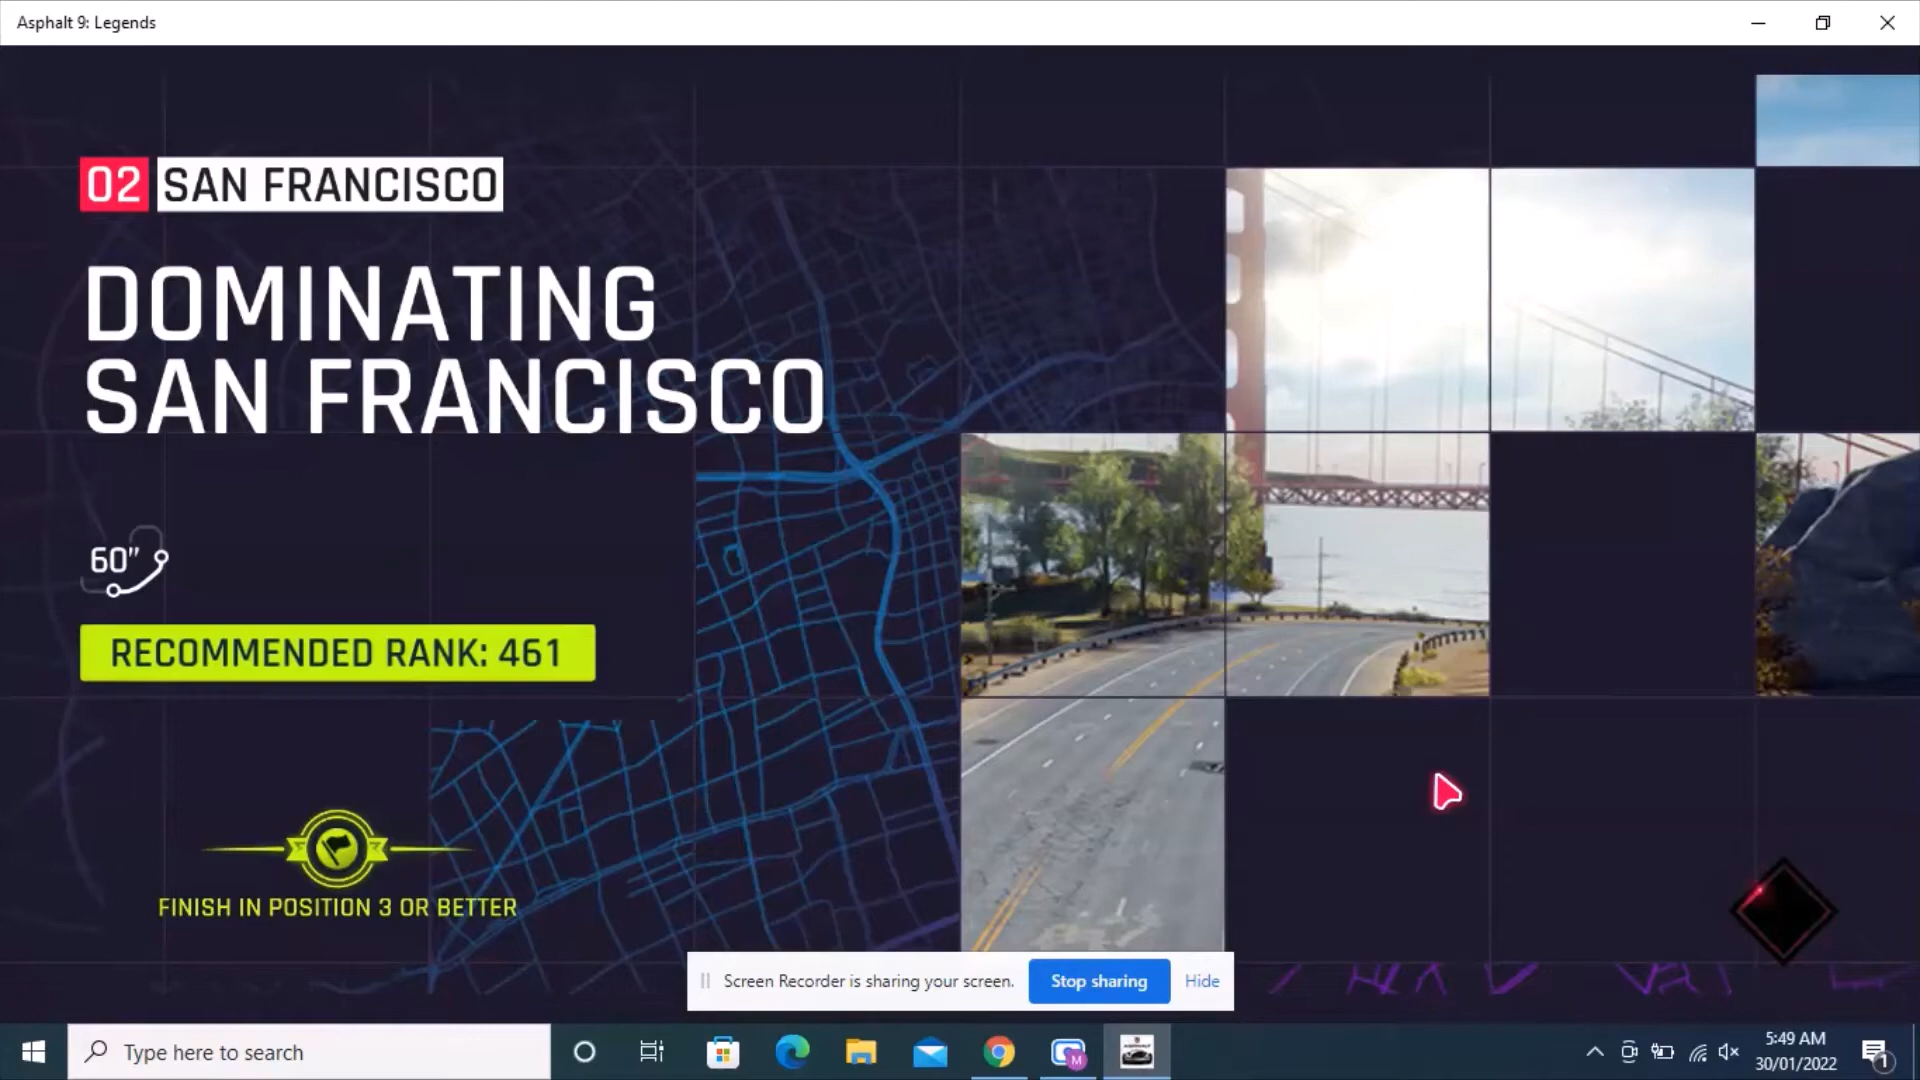 Asphalt 9: Legends
02 SAN FRANCISCO
DOMINATING
SAN FRANCISCO
60"
RECOMMENDED RANK: 461
FINISH IN POSITION 3 OR BETTER
Screen Recorder is sharing your screen. Stop sharing Hide
Type here to search
M
ASPHALT
5:49 AM
30/01/2022
1